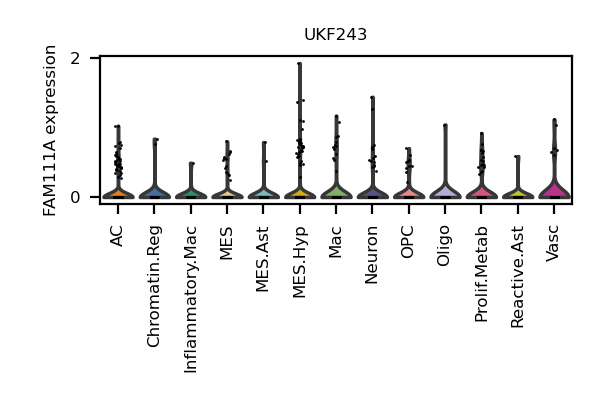 UKF243
FAM111A expression
2
0
AC
Chromatin.Reg
Inflammatory.Mac
MES
MES.Ast
MES.Hyp
Mac
Neuron
OPC
Oligo
Prolif.Metab
Reactive.Ast
Vasc